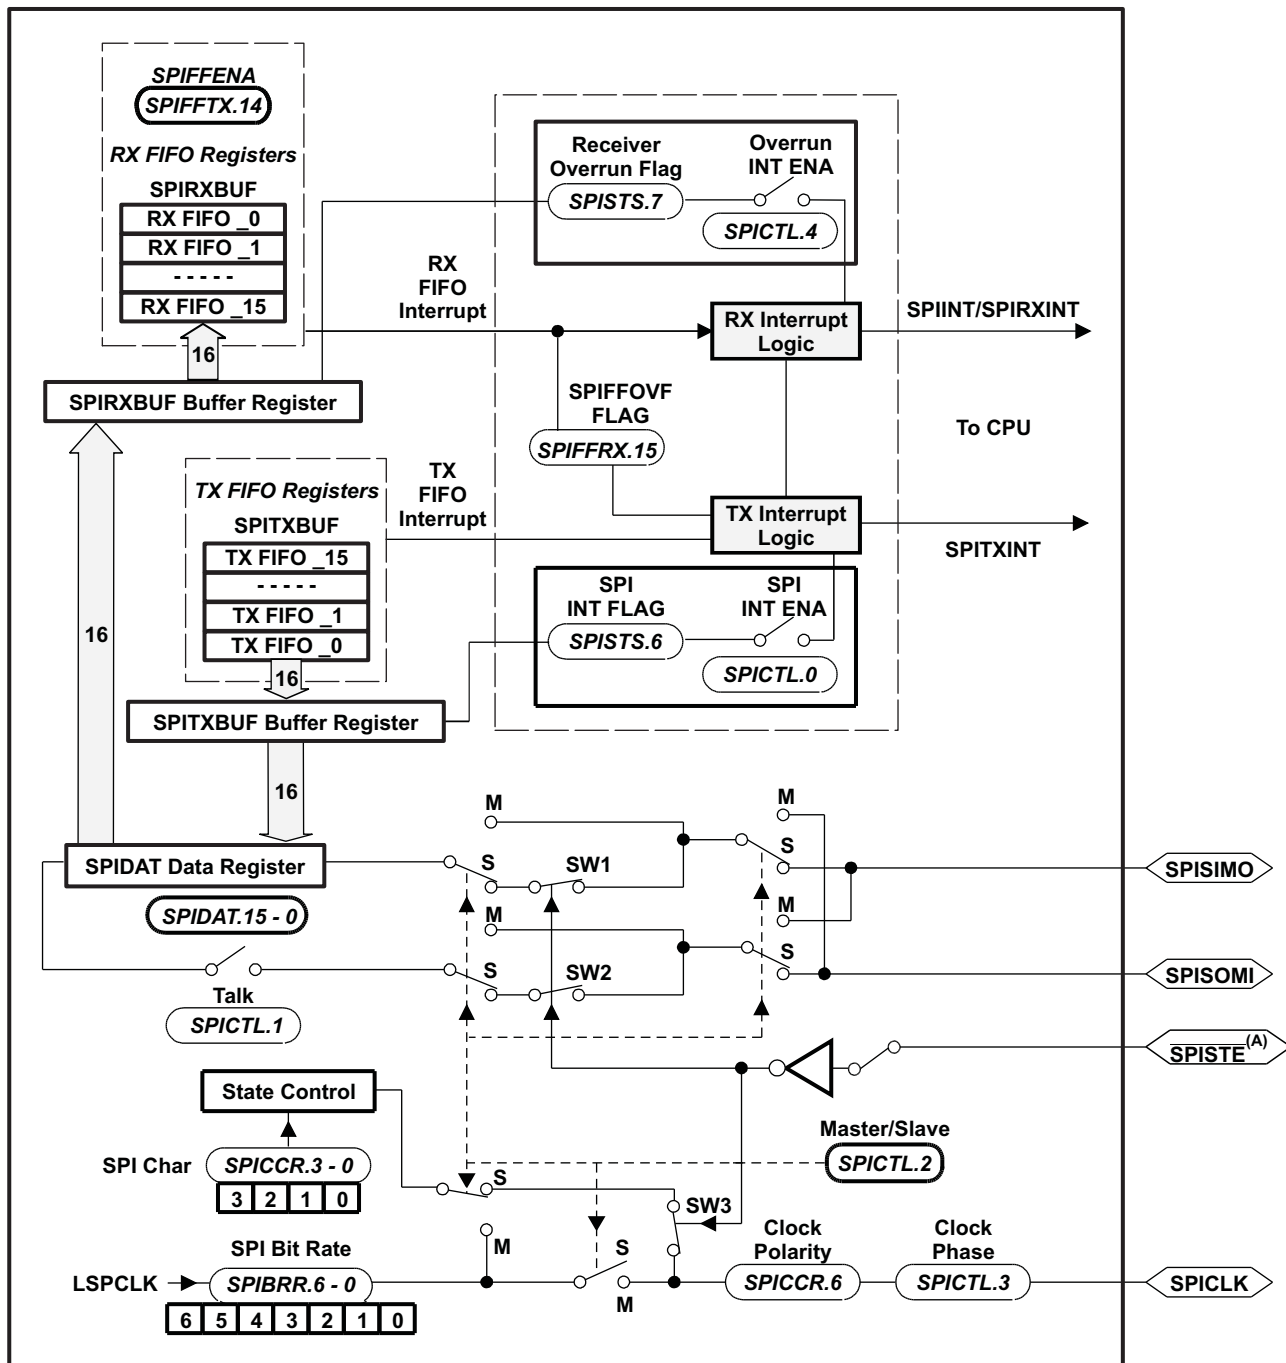 SPIFFENA
SPIFFTX.14
RX FIFO Registers
SPIRXBUF
RX FIFO _0
RX FIFO _1
- - - - -
RX FIFO _15
16
SPIRXBUF Buffer Register
RX
FIFO
Interrupt
Receiver
Overrun Flag
SPISTS.7
Overrun
INT ENA
SPICTL.4
RX Interrupt
Logic
SPIINT/SPIRXINT
SPIFFOVF
FLAG
SPIFFRX.15
To CPU
16
TX FIFO Registers
SPITXBUF
TX FIFO _15
- - - - -
TX FIFO _1
TX FIFO _0
16
SPITXBUF Buffer Register
TX
FIFO
Interrupt
TX Interrupt
Logic
SPITXINT
SPI
INT FLAG
SPISTS.6
SPI
INT ENA
SPICTL.0
16
SPIDAT Data Register
SPIDAT.15 - 0
M
S
SW1
M
S
SPISIMO
M
S
SW2
M
S
SPISOMI
Talk
SPICTL.1
SPISTE(A)
State Control
Master/Slave
SPICTL.2
SPI Char
SPICCR.3 - 0
3 2 1 0
S
M
SW3
SPI Bit Rate
LSPCLK
SPIBRR.6 - 0
6 5 4 3 2 1 0
S
M
Clock
Polarity
SPICCR.6
Clock
Phase
SPICTL.3
SPICLK